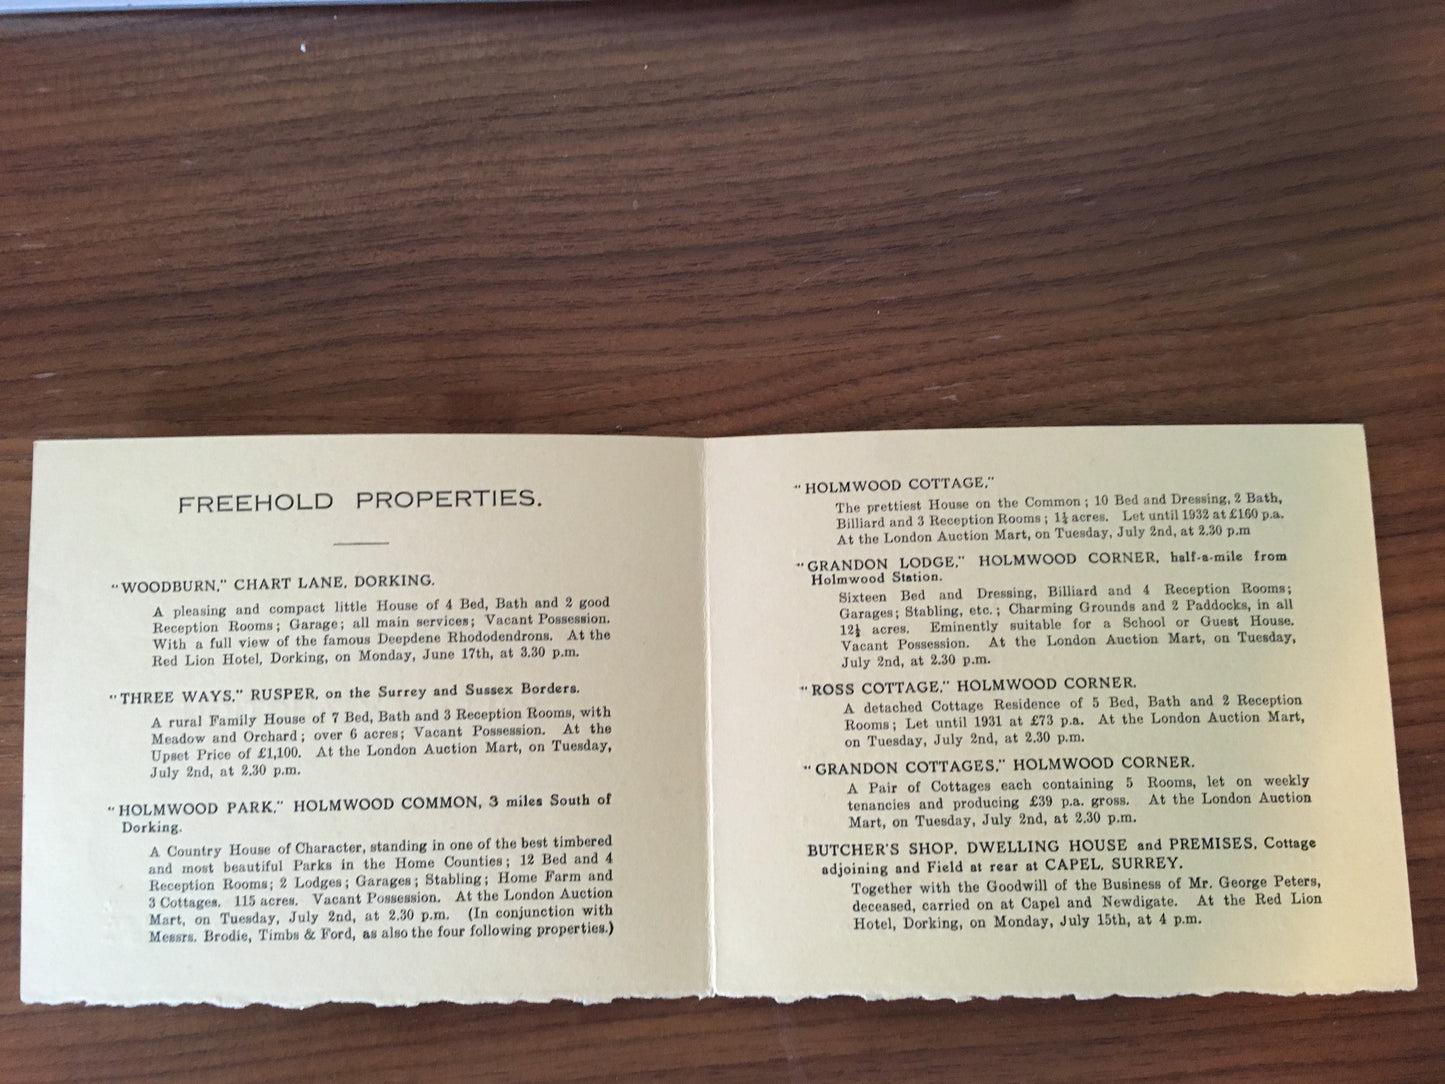 FREEHOLD PROPERTIES.
"WOODBURN," CHART LANE, DORKING.
A pleasing and compact little House of 4 Bed, Bath and 2 good
Reception Rooms; Garage; all main services; Vacant Possession.
With a full view of the famous Deepdene Rhododendrons. At the
Red Lion Hotel, Dorking, on Monday, June 17th, at 3.30 p.m.
"THREE WAYS," RUSPER, on the Surrey and Sussex Borders.
A rural Family House of 7 Bed, Bath and 3 Reception Rooms, with
Meadow and Orchard; over 6 acres; Vacant Possession. At the
Upset Price of £1,100. At the London Auction Mart, on Tuesday,
July 2nd, at 2.30 p.m.
"HOLMWOOD PARK," HOLMWOOD COMMON, 3 miles South of
Dorking.
A Country House of Character, standing in one of the best timbered
and most beautiful Parks in the Home Counties; 12 Bed and 4
Reception Rooms; 2 Lodges; Garages; Stabling; Home Farm and
3 Cottages. 115 acres. Vacant Possession. At the London Auction
Mart, on Tuesday, July 2nd, at 2.30 p.m. (In conjunction with
Messrs. Brodie, Timbs & Ford, as also the four following properties.)
"HOLMWOOD COTTAGE,"
The prettiest House on the Common; 10 Bed and Dressing, 2 Bath,
Billiard and 3 Reception Rooms; 1¼ acres. Let until 1932 at £160 p.a.
At the London Auction Mart, on Tuesday, July 2nd, at 2.30 p.m
"GRANDON LODGE," HOLMWOOD CORNER, half-a-mile from
Holmwood Station.
Sixteen Bed and Dressing, Billiard and 4 Reception Rooms;
Garages; Stabling, etc.; Charming Grounds and 2 Paddocks, in all
12½ acres. Eminently suitable for a School or Guest House.
Vacant Possession. At the London Auction Mart, on Tuesday,
July 2nd, at 2.30 p.m.
"ROSS COTTAGE," HOLMWOOD CORNER.
A detached Cottage Residence of 5 Bed, Bath and 2 Reception
Rooms; Let until 1931 at £73 p.a. At the London Auction Mart,
on Tuesday, July 2nd, at 2.30 p.m.
"GRANDON COTTAGES," HOLMWOOD CORNER.
A Pair of Cottages each containing 5 Rooms, let on weekly
tenancies and producing £39 p.a. gross. At the London Auction
Mart, on Tuesday, July 2nd, at 2.30 p.m.
BUTCHER'S SHOP, DWELLING HOUSE and PREMISES, Cottage
adjoining and Field at rear at CAPEL, SURREY.
Together with the Goodwill of the Business of Mr. George Peters,
deceased, carried on at Capel and Newdigate. At the Red Lion
Hotel, Dorking, on Monday, July 15th, at 4 p.m.